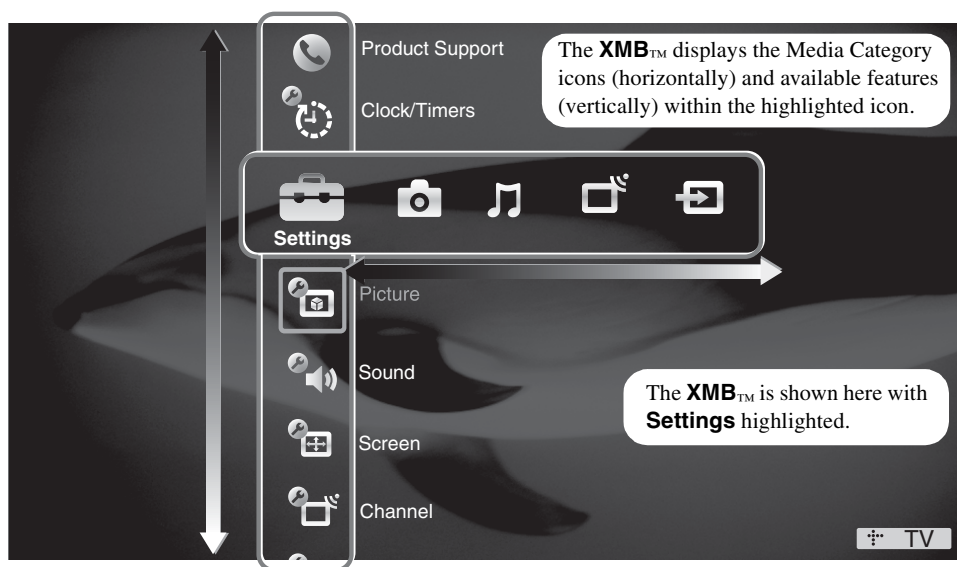 Product Support
The XMB™ displays the Media Category
icons (horizontally) and available features
(vertically) within the highlighted icon.
Clock/Timers
Settings
Picture
Sound
The XMB™ is shown here with
Settings highlighted.
Screen
Channel
TV